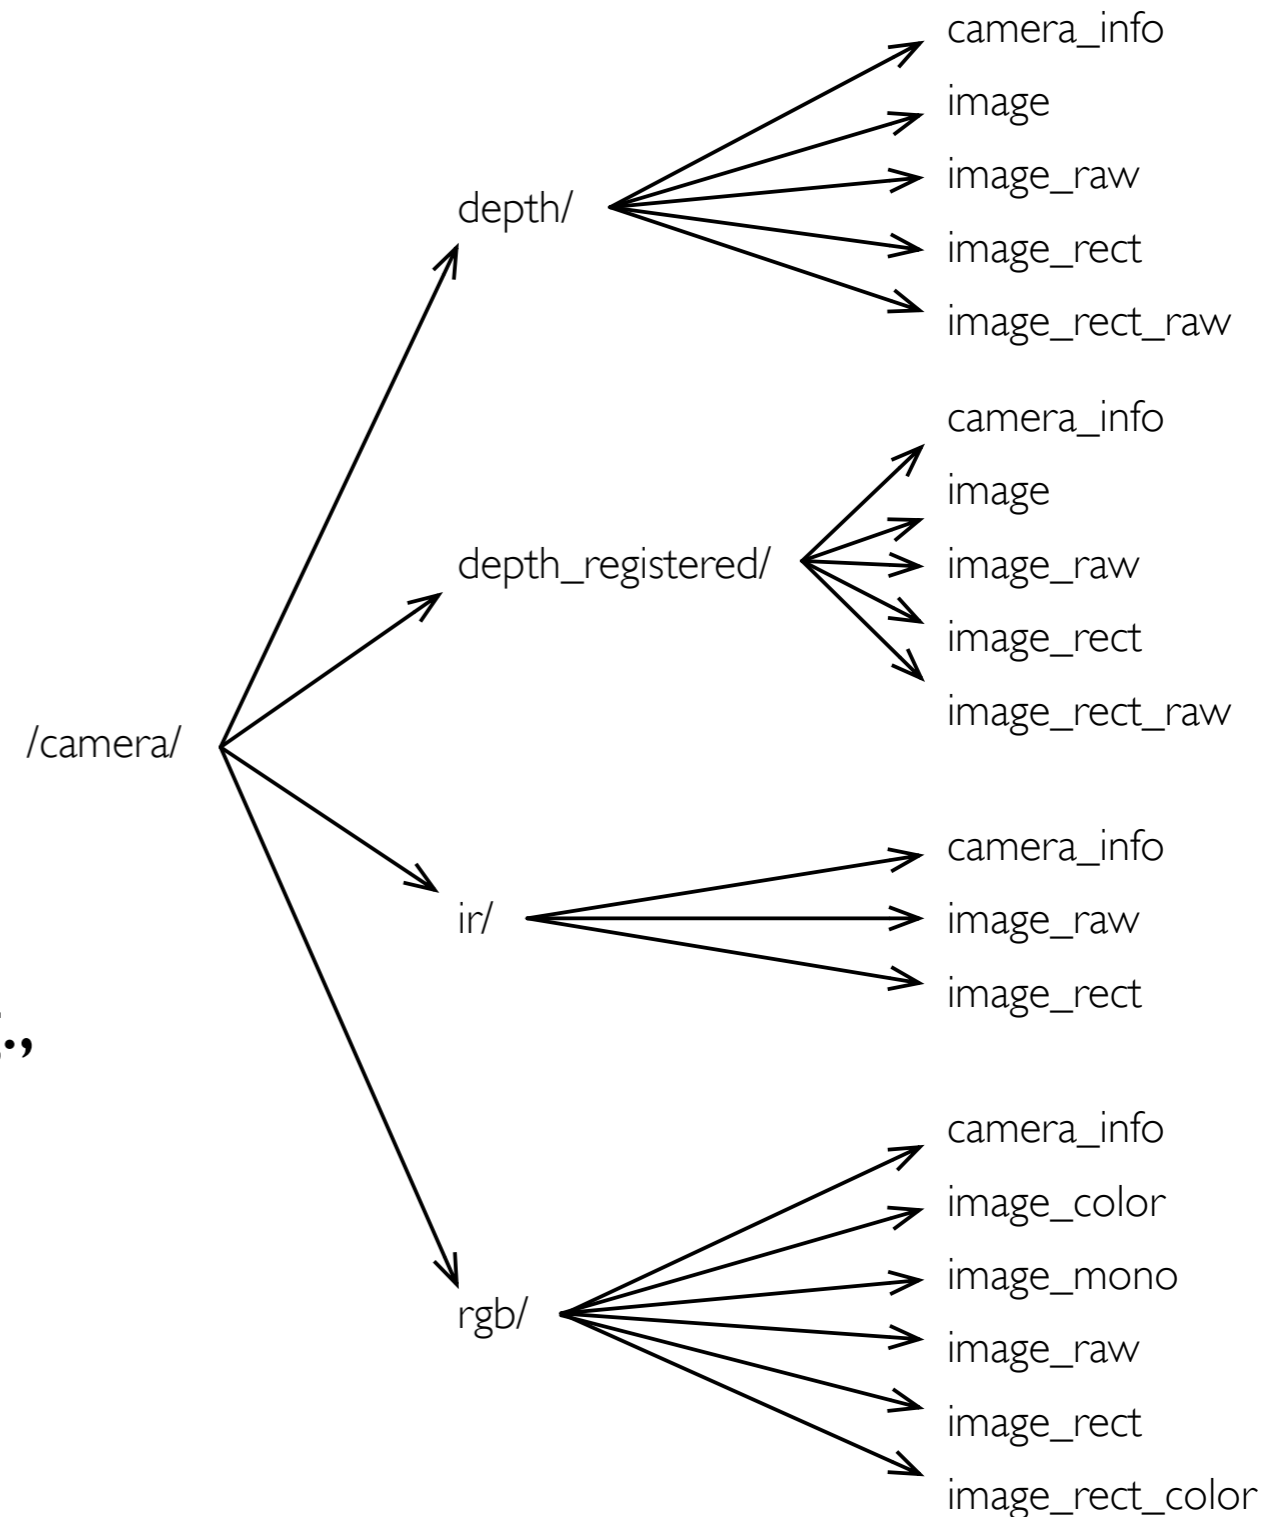 /camera/
depth/
camera_info
image
image_raw
image_rect
image_rect_raw
depth_registered/
camera_info
image
image_raw
image_rect
image_rect_raw
ir/
camera_info
image_raw
image_rect
.,
rgb/
camera_info
image_color
image_mono
image_raw
image_rect
image_rect_color